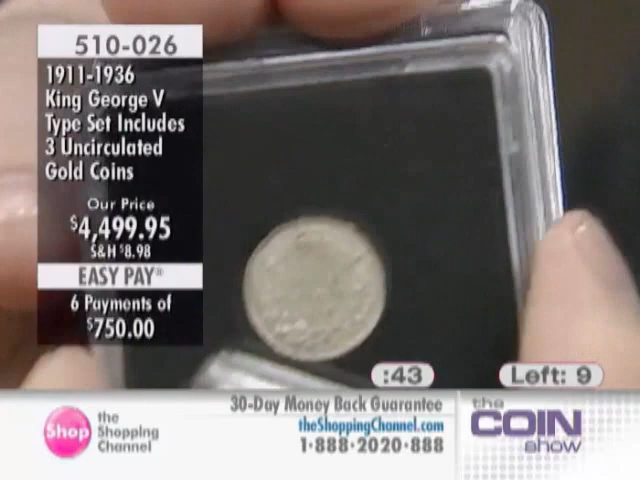 510-026
1911-1936
King George V
Type Set Includes
3 Uncirculated
Gold Coins
Our Price
$4,499.95
S&H $8.98
EASY PAY®
6 Payments of
$750.00
:43
Left: 9
30-Day Money Back Guarantee
theShoppingChannel.com
1·888·2020·888
Shop
the
Shopping
Channel
the
COIN
show